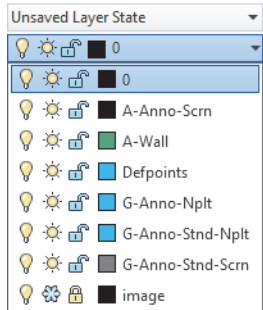 Unsaved Layer State
0
0
A-Anno-Scrn
A-Wall
Defpoints
G-Anno-Nplt
G-Anno-Stnd-Nplt
G-Anno-Stnd-Scrn
image